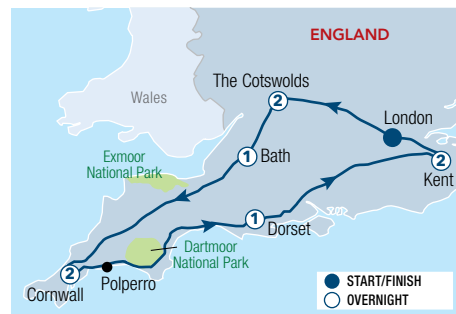 ENGLAND
The Cotswolds
2
Wales
London
1
Bath
2
Kent
Exmoor
National Park
1
Dorset
Dartmoor
National Park
2
Cornwall
Polperro
START/FINISH
OVERNIGHT